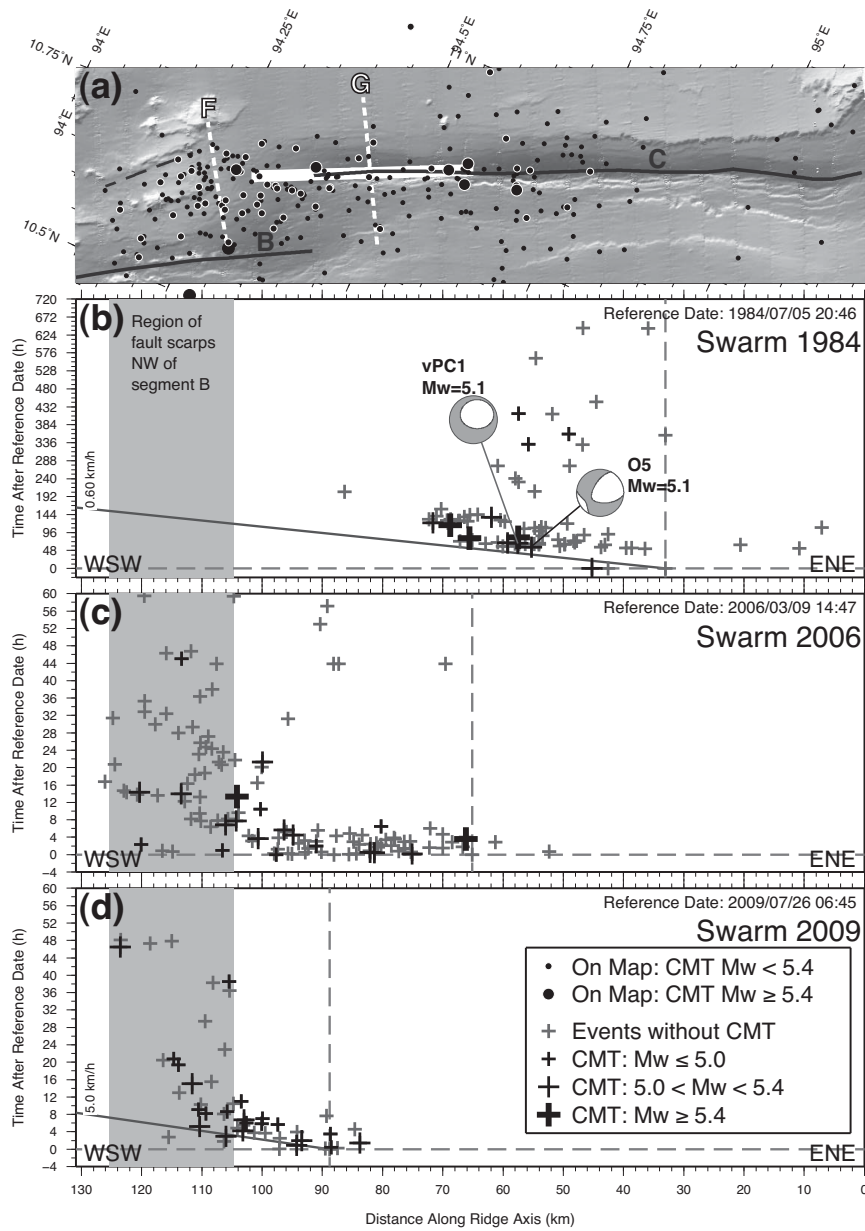 94°E
94.25°E
94.5°E
11°N
94.75°E
95°E
10.75°N
(a)
F
G
94°E
C
10.5°N
B
720
672
624
576
528
480
432
384
336
288
240
192
144
96
48
0
Time After Reference Date (h)
(b)
Region of
fault scarps
NW of
segment B
Reference Date: 1984/07/05 20:46
Swarm 1984
vPC1
Mw=5.1
O5
Mw=5.1
0.60 km/h
WSW
ENE
60
56
52
48
44
40
36
32
28
24
20
16
12
8
4
0
−4
Time After Reference Date (h)
(c)
Reference Date: 2006/03/09 14:47
Swarm 2006
WSW
ENE
60
56
52
48
44
40
36
32
28
24
20
16
12
8
4
0
−4
Time After Reference Date (h)
(d)
Reference Date: 2009/07/26 06:45
Swarm 2009
On Map: CMT Mw < 5.4
On Map: CMT Mw ≥ 5.4
Events without CMT
CMT: Mw ≤ 5.0
CMT: 5.0 < Mw < 5.4
CMT: Mw ≥ 5.4
5.0 km/h
WSW
ENE
130 120 110 100 90 80 70 60 50 40 30 20 10 0
Distance Along Ridge Axis (km)